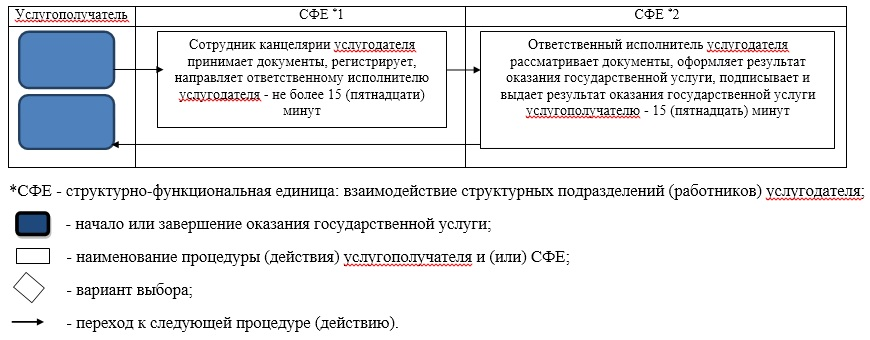 Услугополучатель
СФЕ *1
СФЕ *2
Сотрудник канцелярии услугодателя
принимает документы, регистрирует,
направляет ответственному исполнителю
услугодателя - не более 15 (пятнадцати)
минут
Ответственный исполнитель услугодателя
рассматривает документы, оформляет результат
оказания государственной услуги, подписывает и
выдает результат оказания государственной услуги
услугополучателю - 15 (пятнадцать) минут
*СФЕ - структурно-функциональная единица: взаимодействие структурных подразделений (работников) услугодателя;
- начало или завершение оказания государственной услуги;
- наименование процедуры (действия) услугополучателя и (или) СФЕ;
- вариант выбора;
- переход к следующей процедуре (действию).